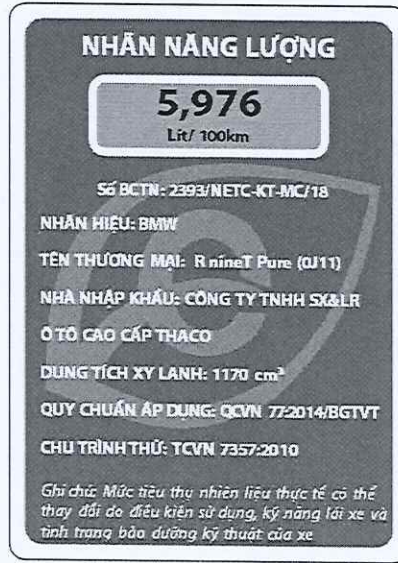 NHÃN NĂNG LƯỢNG
5,976
Lít/ 100km
Số BCTN: 2393/NETC-KT-MC/18
NHÃN HIỆU: BMW
TÊN THƯƠNG MẠI: R nineT Pure (0J11)
NHÀ NHẬP KHẨU: CÔNG TY TNHH SX&LR
Ô TÔ CAO CẤP THACO
DUNG TÍCH XY LANH: 1170 cm³
QUY CHUẨN ÁP DỤNG: QCVN 77:2014/BGTVT
CHU TRÌNH THỬ: TCVN 7357:2010
Ghi chú: Mức tiêu thụ nhiên liệu thực tế có thể
thay đổi do điều kiện sử dụng, kỹ năng lái xe và
tình trạng bảo dưỡng kỹ thuật của xe